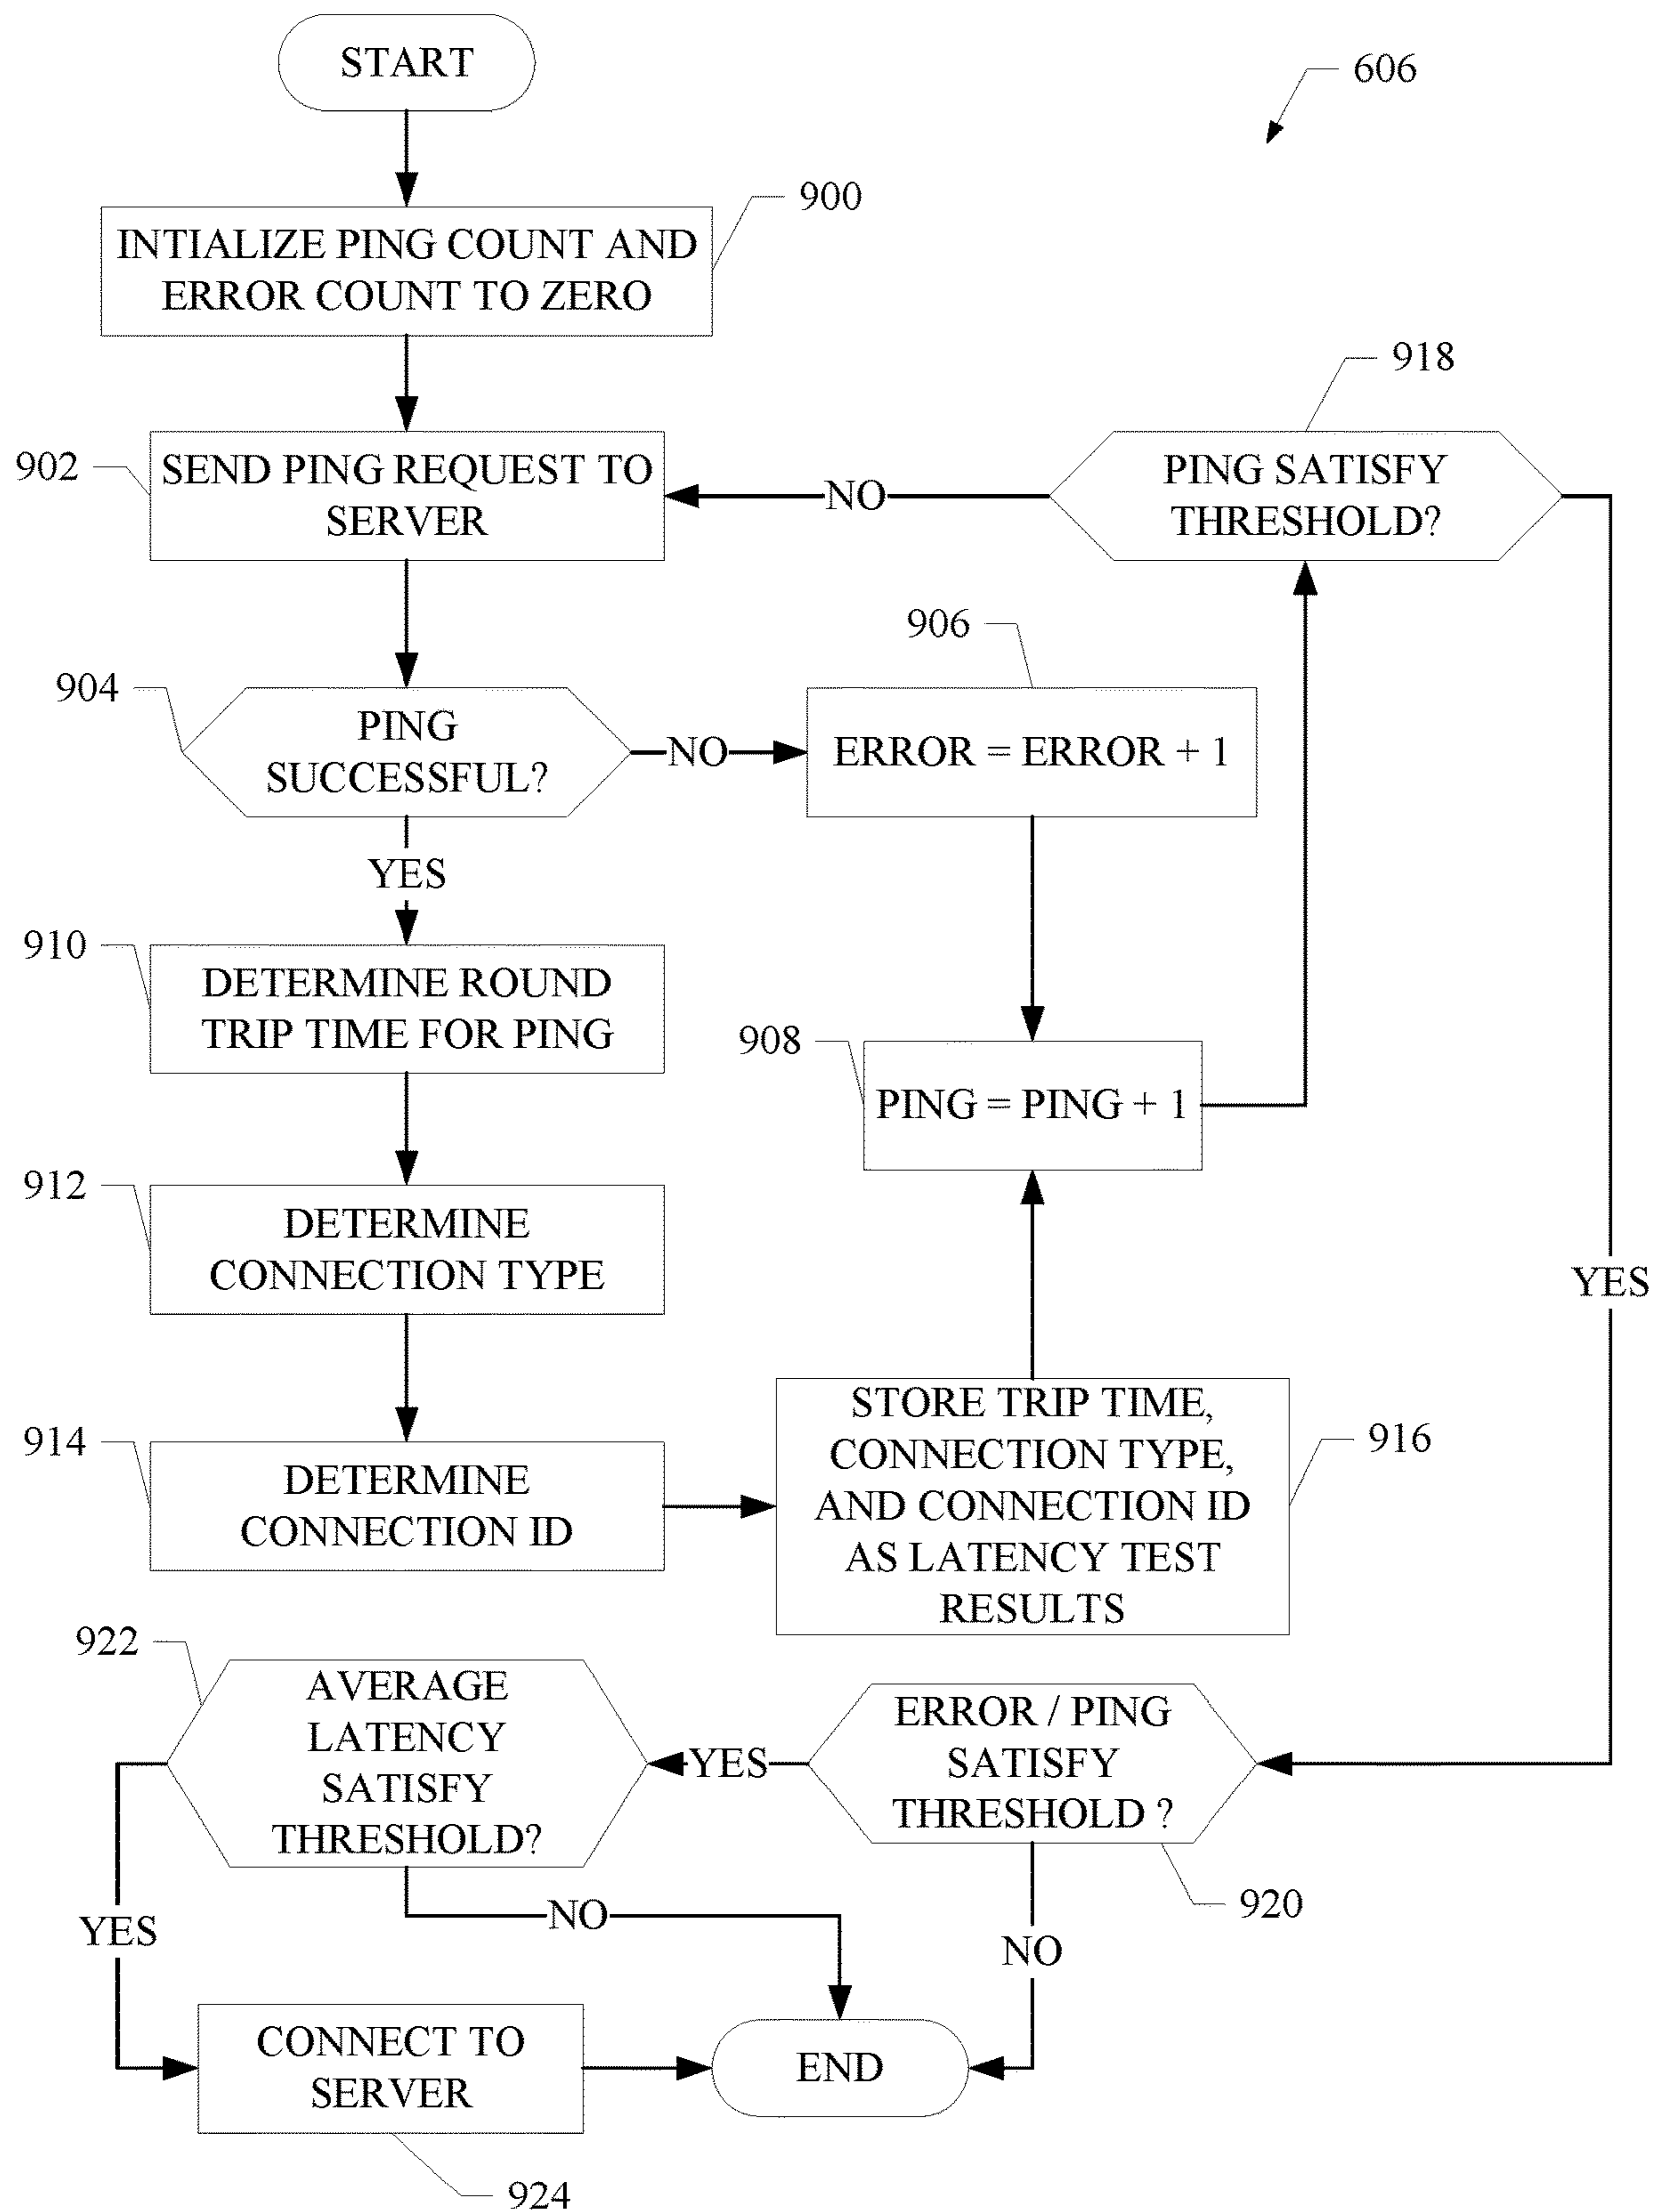 START
606
900
INTIALIZE PING COUNT AND
ERROR COUNT TO ZERO
918
902
SEND PING REQUEST TO
SERVER
NO
PING SATISFY
THRESHOLD?
906
904
PING
SUCCESSFUL?
NO
ERROR = ERROR + 1
YES
910
DETERMINE ROUND
TRIP TIME FOR PING
908
PING = PING + 1
912
DETERMINE
CONNECTION TYPE
YES
914
DETERMINE
CONNECTION ID
STORE TRIP TIME,
CONNECTION TYPE,
AND CONNECTION ID
AS LATENCY TEST
RESULTS
916
922
AVERAGE
LATENCY
SATISFY
THRESHOLD?
YES
ERROR / PING
SATISFY
THRESHOLD ?
920
NO
YES
NO
CONNECT TO
SERVER
END
924